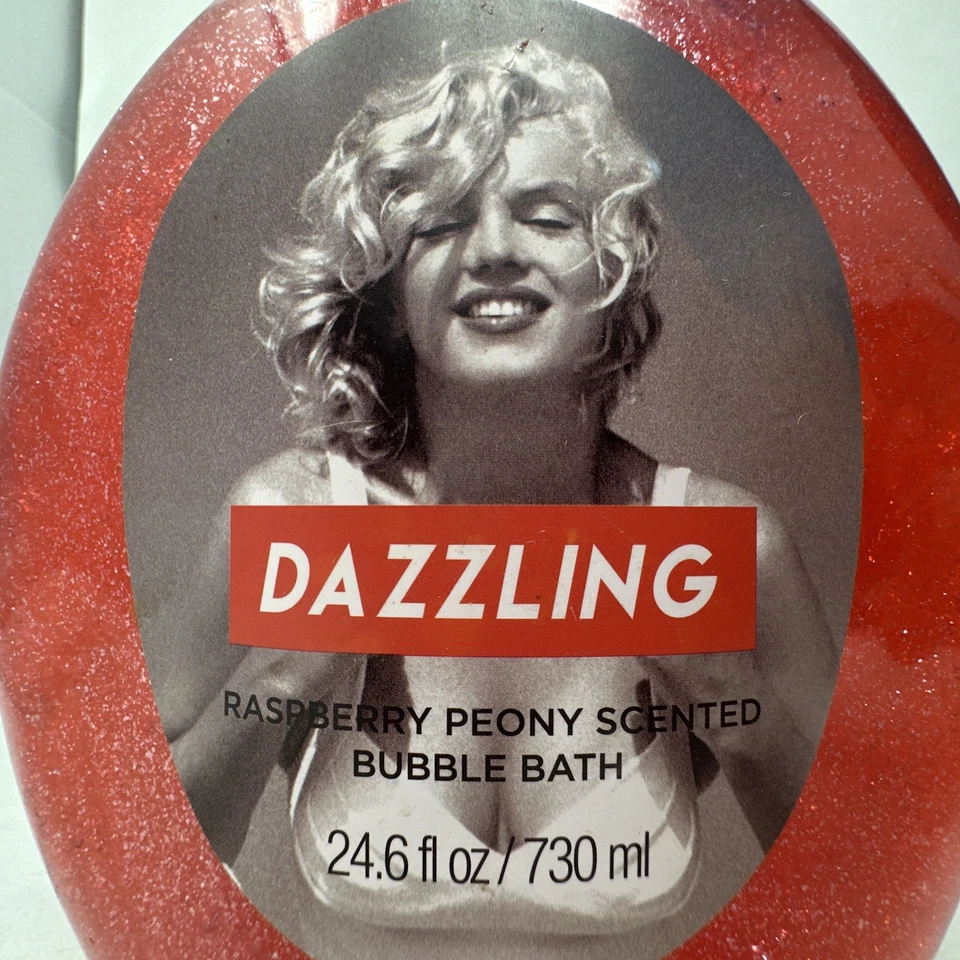 DAZZLING
RASPBERRY PEONY SCENTED
BUBBLE BATH
24.6 fl oz / 730 ml